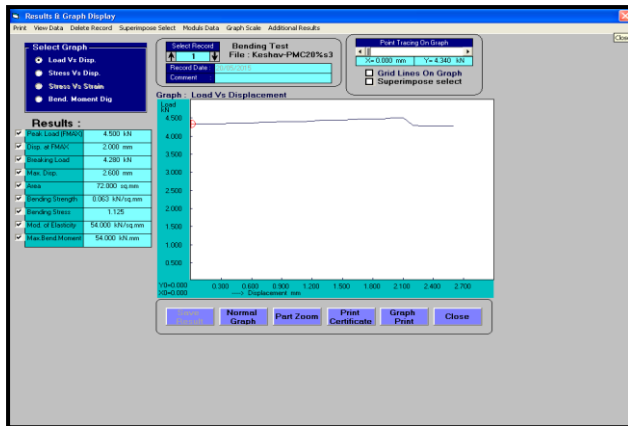 Results & Graph Display
Print View Data Delete Record Superimpose Select Moduls Data Graph Scale Additional Results
Close
Select Graph
Load Vs Disp.
Stress Vs Disp.
Stress Vs Strain
Bend. Moment Dig
Select Record
1
Bending Test
File : Keshav-PMC20%s3
Record Date :
Comment
Point Tracing On Graph
X= 0.000 mm Y= 4.340 kN
Grid Lines On Graph
Superimpose select
Results :
Peak Load (FMAX) 4.500 kN
Disp. at FMAX 2.000 mm
Breaking Load 4.280 kN
Max. Disp. 2.600 mm
Area 72.000 sq.mm
Bending Strength 0.063 kN/sq.mm
Bending Stress 1.125
Mod. of Elasticity 54.000 kN/sq.mm
Max.Bend.Moment 54.000 kN.mm
Graph : Load Vs Displacement
Load
kN
4.500
4.000
3.500
3.000
2.500
2.000
1.500
1.000
0.500
Y0=0.000
X0=0.000
0.300 0.600 0.900 1.200 1.500 1.800 2.100 2.400 2.700
---> Displacement mm
Save Result
Normal Graph
Part Zoom
Print Certificate
Graph Print
Close